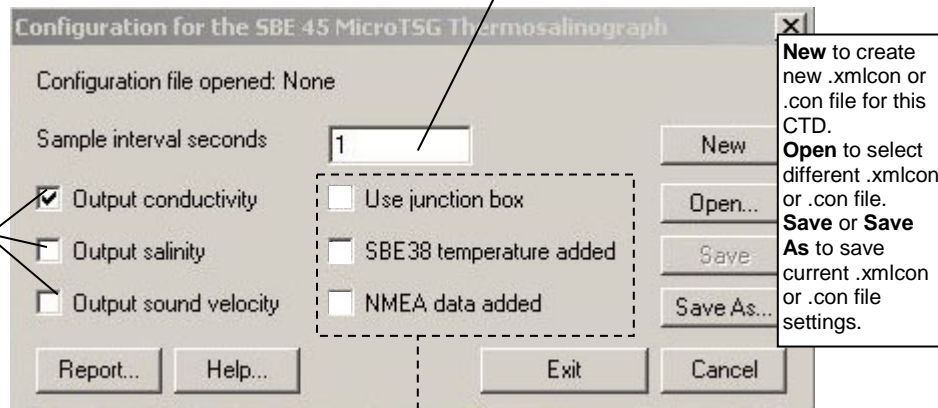 Configuration for the SBE 45 MicroTSG Thermosalinograph
Configuration file opened: None
Sample interval seconds
1
New
Output conductivity
Use junction box
Open...
Output salinity
SBE38 temperature added
Save
Output sound velocity
NMEA data added
Save As...
Report...
Help...
Exit
Cancel
New to create
new .xmlcon or
.con file for this
CTD.
Open to select
different .xmlcon
or .con file.
Save or Save
As to save
current .xmlcon
or .con file
settings.